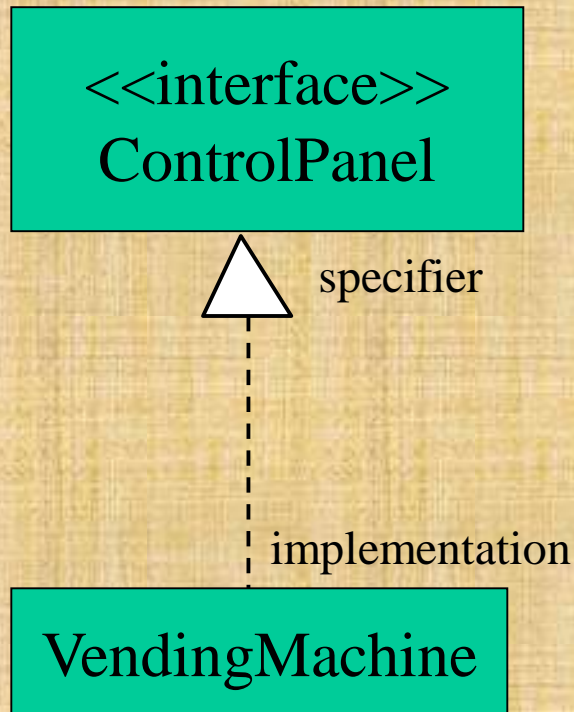 <<interface>>
ControlPanel
specifier
implementation
VendingMachine